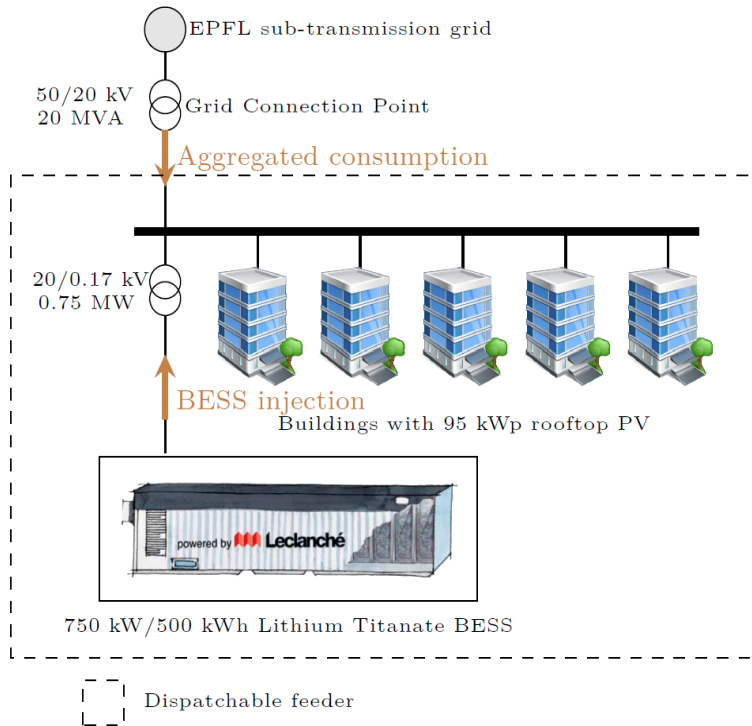 EPFL sub-transmission grid
50/20 kV
20 MVA
Grid Connection Point
Aggregated consumption
20/0.17 kV
0.75 MW
BESS injection
Buildings with 95 kWp rooftop PV
powered by Leclanché
750 kW/500 kWh Lithium Titanate BESS
Dispatchable feeder